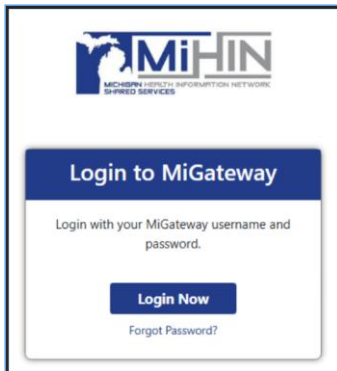 MiHIN
MICHIGAN HEALTH INFORMATION NETWORK
SHARED SERVICES
Login to MiGateway
Login with your MiGateway username and
password.
Login Now
Forgot Password?